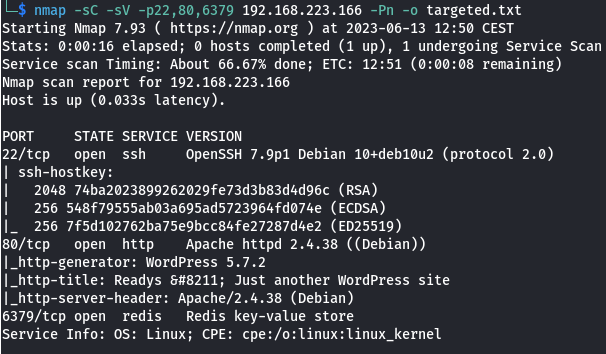 └─$ nmap -sC -sV -p22,80,6379 192.168.223.166 -Pn -o targeted.txt
Starting Nmap 7.93 ( https://nmap.org ) at 2023-06-13 12:50 CEST
Stats: 0:00:16 elapsed; 0 hosts completed (1 up), 1 undergoing Service Scan
Service scan Timing: About 66.67% done; ETC: 12:51 (0:00:08 remaining)
Nmap scan report for 192.168.223.166
Host is up (0.033s latency).
PORT     STATE SERVICE VERSION
22/tcp   open  ssh     OpenSSH 7.9p1 Debian 10+deb10u2 (protocol 2.0)
| ssh-hostkey:
|   2048 74ba2023899262029fe73d3b83d4d96c (RSA)
|   256 548f79555ab03a695ad5723964fd074e (ECDSA)
|_  256 7f5d102762ba75e9bcc84fe27287d4e2 (ED25519)
80/tcp   open  http    Apache httpd 2.4.38 ((Debian))
|_http-generator: WordPress 5.7.2
|_http-title: Readys &#8211; Just another WordPress site
|_http-server-header: Apache/2.4.38 (Debian)
6379/tcp open  redis   Redis key-value store
Service Info: OS: Linux; CPE: cpe:/o:linux:linux_kernel